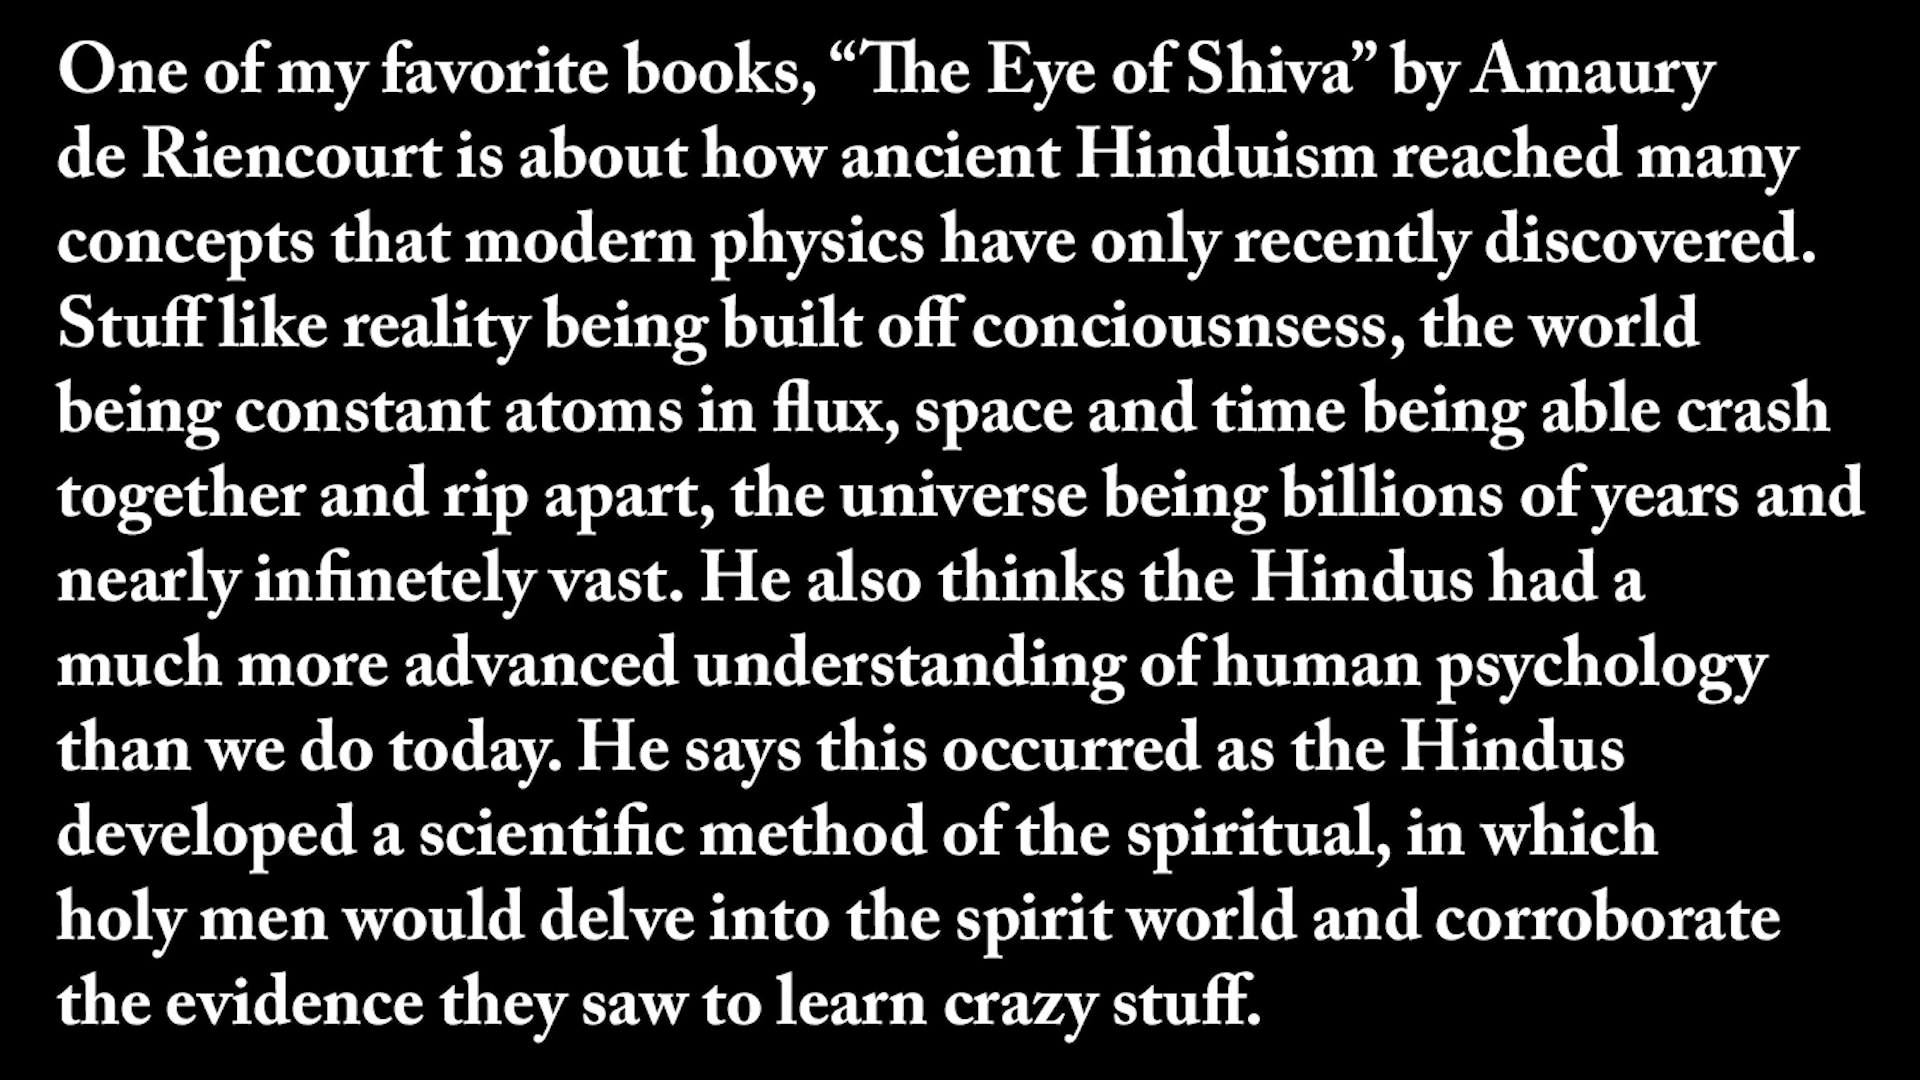 One of my favorite books, “The Eye of Shiva” by Amaury
de Riencourt is about how ancient Hinduism reached many
concepts that modern physics have only recently discovered.
Stuff like reality being built off conciousnsess, the world
being constant atoms in flux, space and time being able crash
together and rip apart, the universe being billions of years and
nearly infinetely vast. He also thinks the Hindus had a
much more advanced understanding of human psychology
than we do today. He says this occurred as the Hindus
developed a scientific method of the spiritual, in which
holy men would delve into the spirit world and corroborate
the evidence they saw to learn crazy stuff.